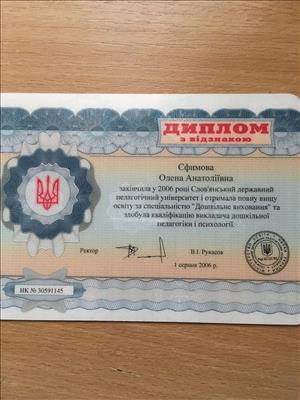 ДИПЛОМ
з відзнакою
Єфимова
Олена Анатоліївна
закінчила у 2006 році Слов'янський державний
педагогічний університет і отримала повну вищу
освіту за спеціальністю "Дошкільне виховання" та
здобула кваліфікацію викладача дошкільної
педагогіки і психології.
Ректор
В.І. Рукасов
1 серпня 2006 р.
НК № 30591145